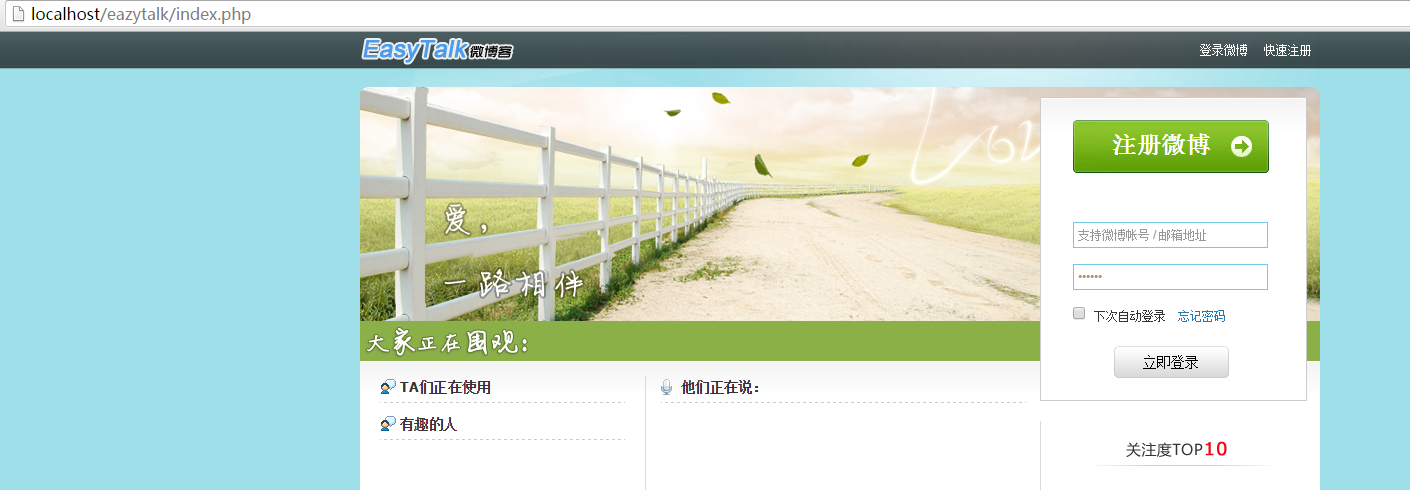 localhost/eazytalk/index.php
EasyTalk微博客
登录微博 快速注册
注册微博
爱，
一路相伴
支持微博帐号 / 邮箱地址
••••••
下次自动登录 忘记密码
立即登录
大家正在围观：
TA们正在使用
有趣的人
他们正在说：
关注度TOP10